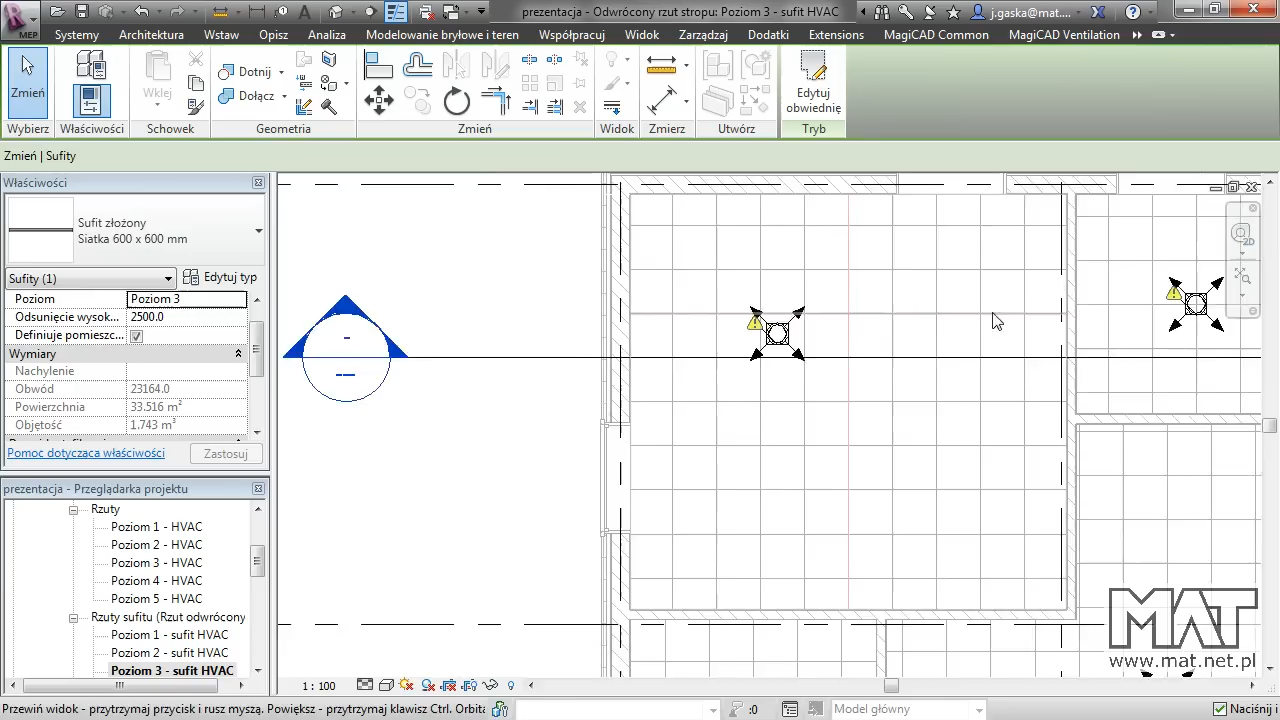 MEP
prezentacja - Odwrócony rzut stropu: Poziom 3 - sufit HVAC
j.gaska@mat....
Systemy
Architektura
Wstaw
Opisz
Analiza
Modelowanie bryłowe i teren
Współpracuj
Widok
Zarządzaj
Dodatki
Extensions
MagiCAD Common
MagiCAD Ventilation
Zmień
Wklej
Dotnij
Dołącz
Edytuj
obwiednię
Wybierz
Właściwości
Schowek
Geometria
Zmień
Widok
Zmierz
Utwórz
Tryb
Zmień | Sufity
Właściwości
Sufit złożony
Siatka 600 x 600 mm
Sufity (1)
Edytuj typ
Poziom
Poziom 3
Odsunięcie wysok...
2500.0
Definiuje pomieszc...
Wymiary
Nachylenie
Obwód
23164.0
Powierzchnia
33.516 m²
Objętość
1.743 m³
Pomoc dotycząca właściwości
Zastosuj
prezentacja - Przeglądarka projektu
Rzuty
Poziom 1 - HVAC
Poziom 2 - HVAC
Poziom 3 - HVAC
Poziom 4 - HVAC
Poziom 5 - HVAC
Rzuty sufitu (Rzut odwrócony
Poziom 1 - sufit HVAC
Poziom 2 - sufit HVAC
Poziom 3 - sufit HVAC
2D
MAT
www.mat.net.pl
1 : 100
Przewiń widok - przytrzymaj przycisk i rusz myszą, Powiększ - przytrzymaj klawisz Ctrl, Orbita
:0
Model główny
Naciśnij i